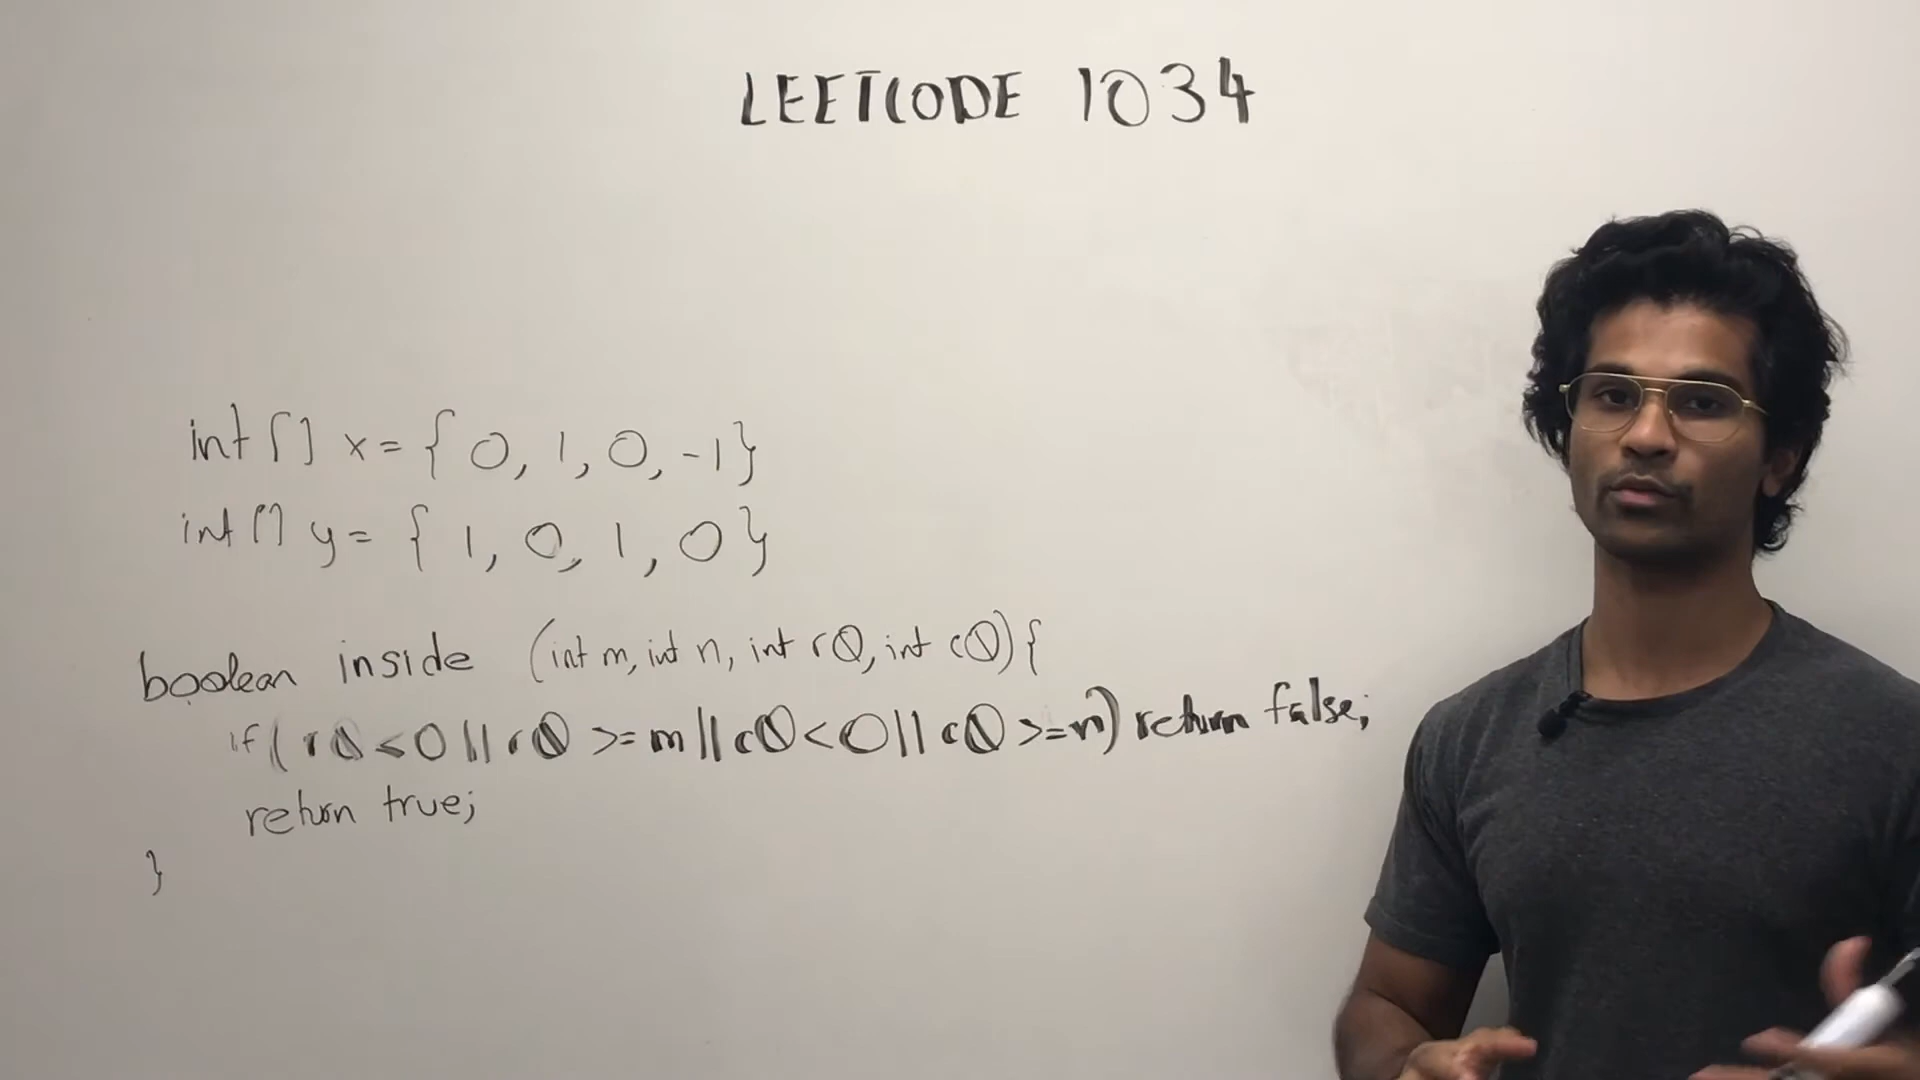 LEETCODE 1034
int [] x = { 0, 1, 0, -1}
int [] y = { 1, 0, 1, 0}
boolean inside (int m, int n, int r0, int c0) {
if ( r0 < 0 || r0 >= m || c0 < 0 || c0 >= n) return false;
return true;
}